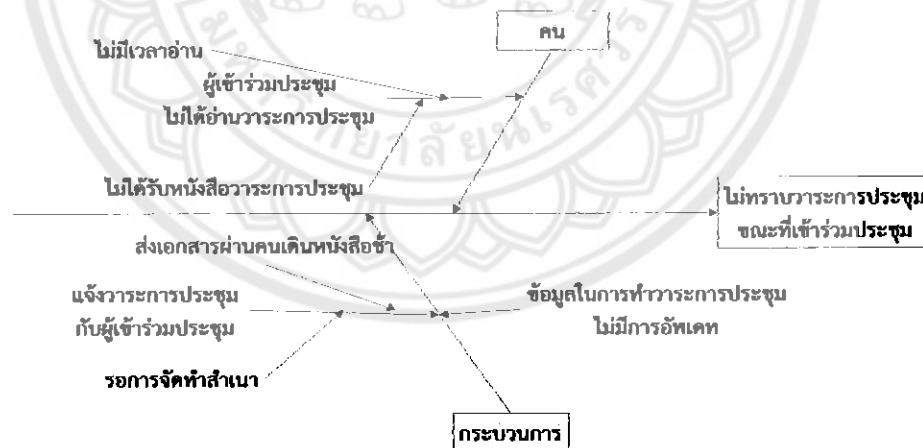 คน
ไม่มีเวลาอ่าน
ผู้เข้าร่วมประชุม
ไม่ได้อ่านวาระการประชุม
ไม่ได้รับหนังสือวาระการประชุม
ไม่ทราบวาระการประชุม
ขณะที่เข้าร่วมประชุม
ส่งเอกสารผ่านคนเดินหนังสือช้า
แจ้งวาระการประชุม
กับผู้เข้าร่วมประชุม
ข้อมูลในการทำวาระการประชุม
ไม่มีการอัพเดท
รอการจัดทำสำเนา
กระบวนการ